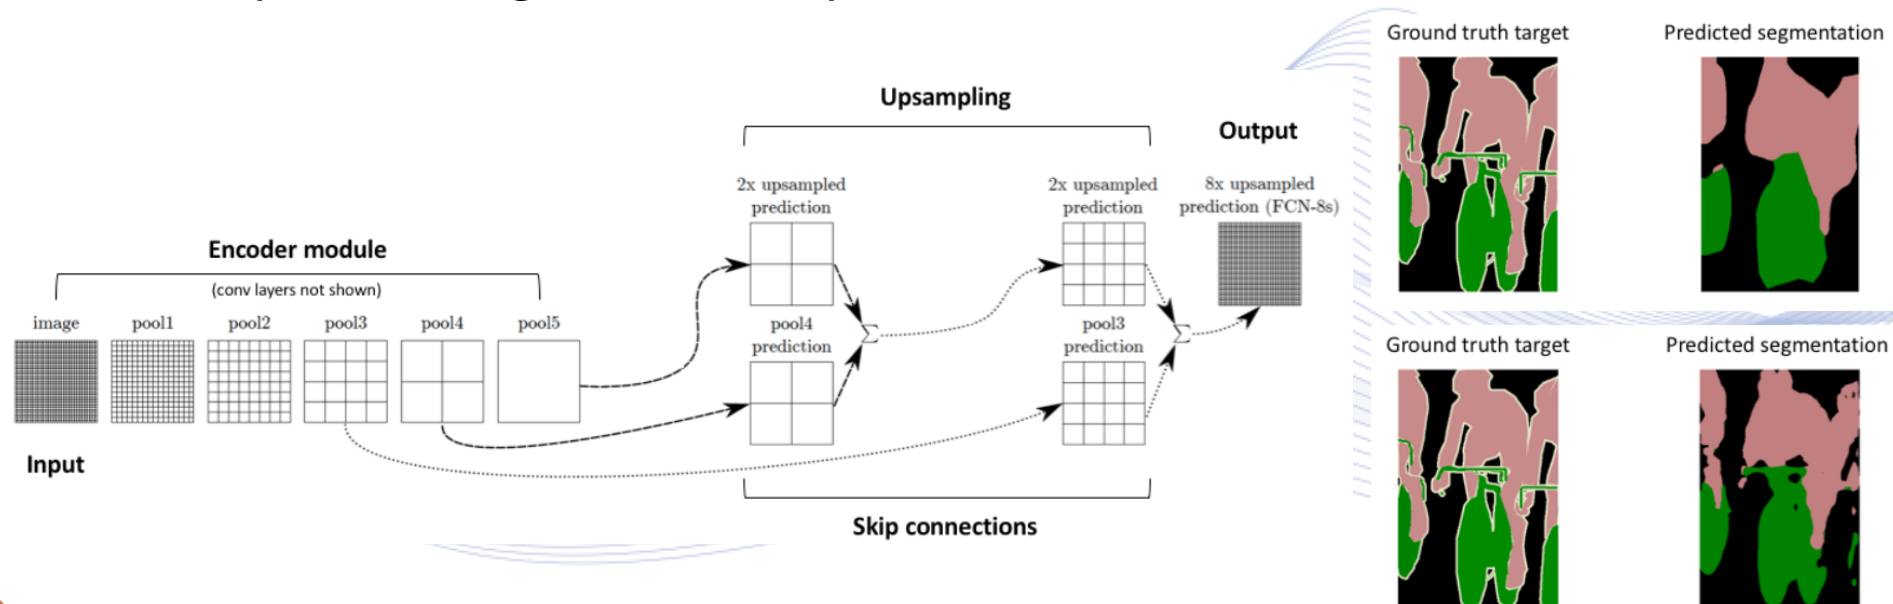 Ground truth target
Predicted segmentation
Upsampling
Output
2x upsampled
prediction
2x upsampled
prediction
8x upsampled
prediction (FCN-8s)
Encoder module
(conv layers not shown)
image
pool1
pool2
pool3
pool4
pool5
pool4
prediction
Σ
pool3
prediction
Σ
Ground truth target
Predicted segmentation
Input
Skip connections